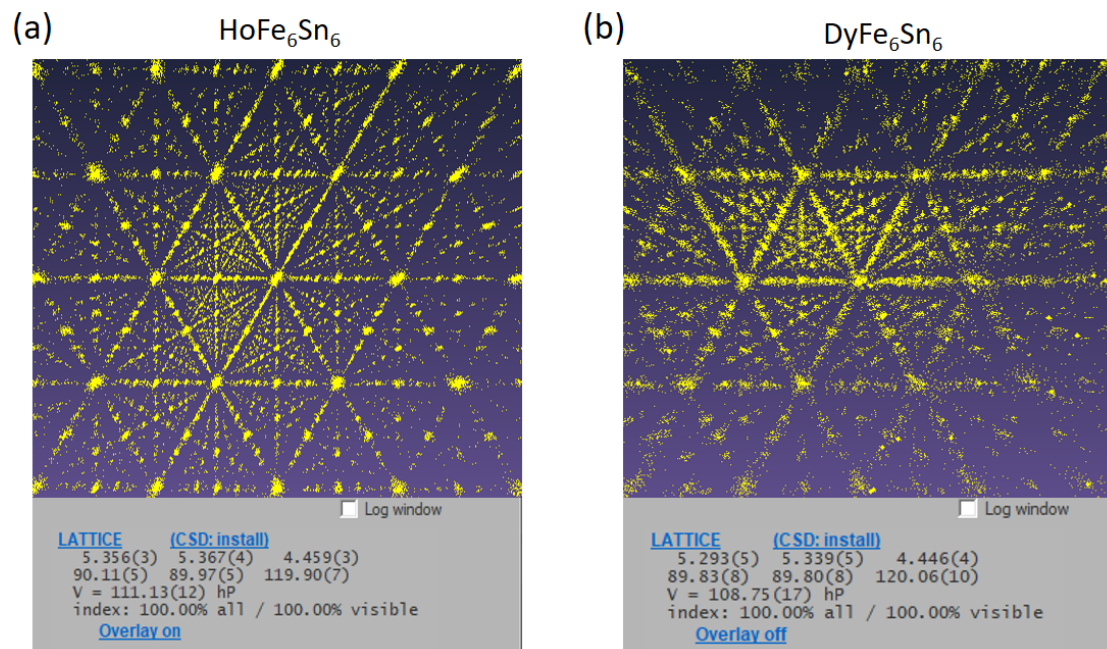 (a) HoFe₆Sn₆
Log window
LATTICE (CSD: install)
5.356(3) 5.367(4) 4.459(3)
90.11(5) 89.97(5) 119.90(7)
V = 111.13(12) hP
index: 100.00% all / 100.00% visible
Overlay on
(b) DyFe₆Sn₆
Log window
LATTICE (CSD: install)
5.293(5) 5.339(5) 4.446(4)
89.83(8) 89.80(8) 120.06(10)
V = 108.75(17) hP
index: 100.00% all / 100.00% visible
Overlay off